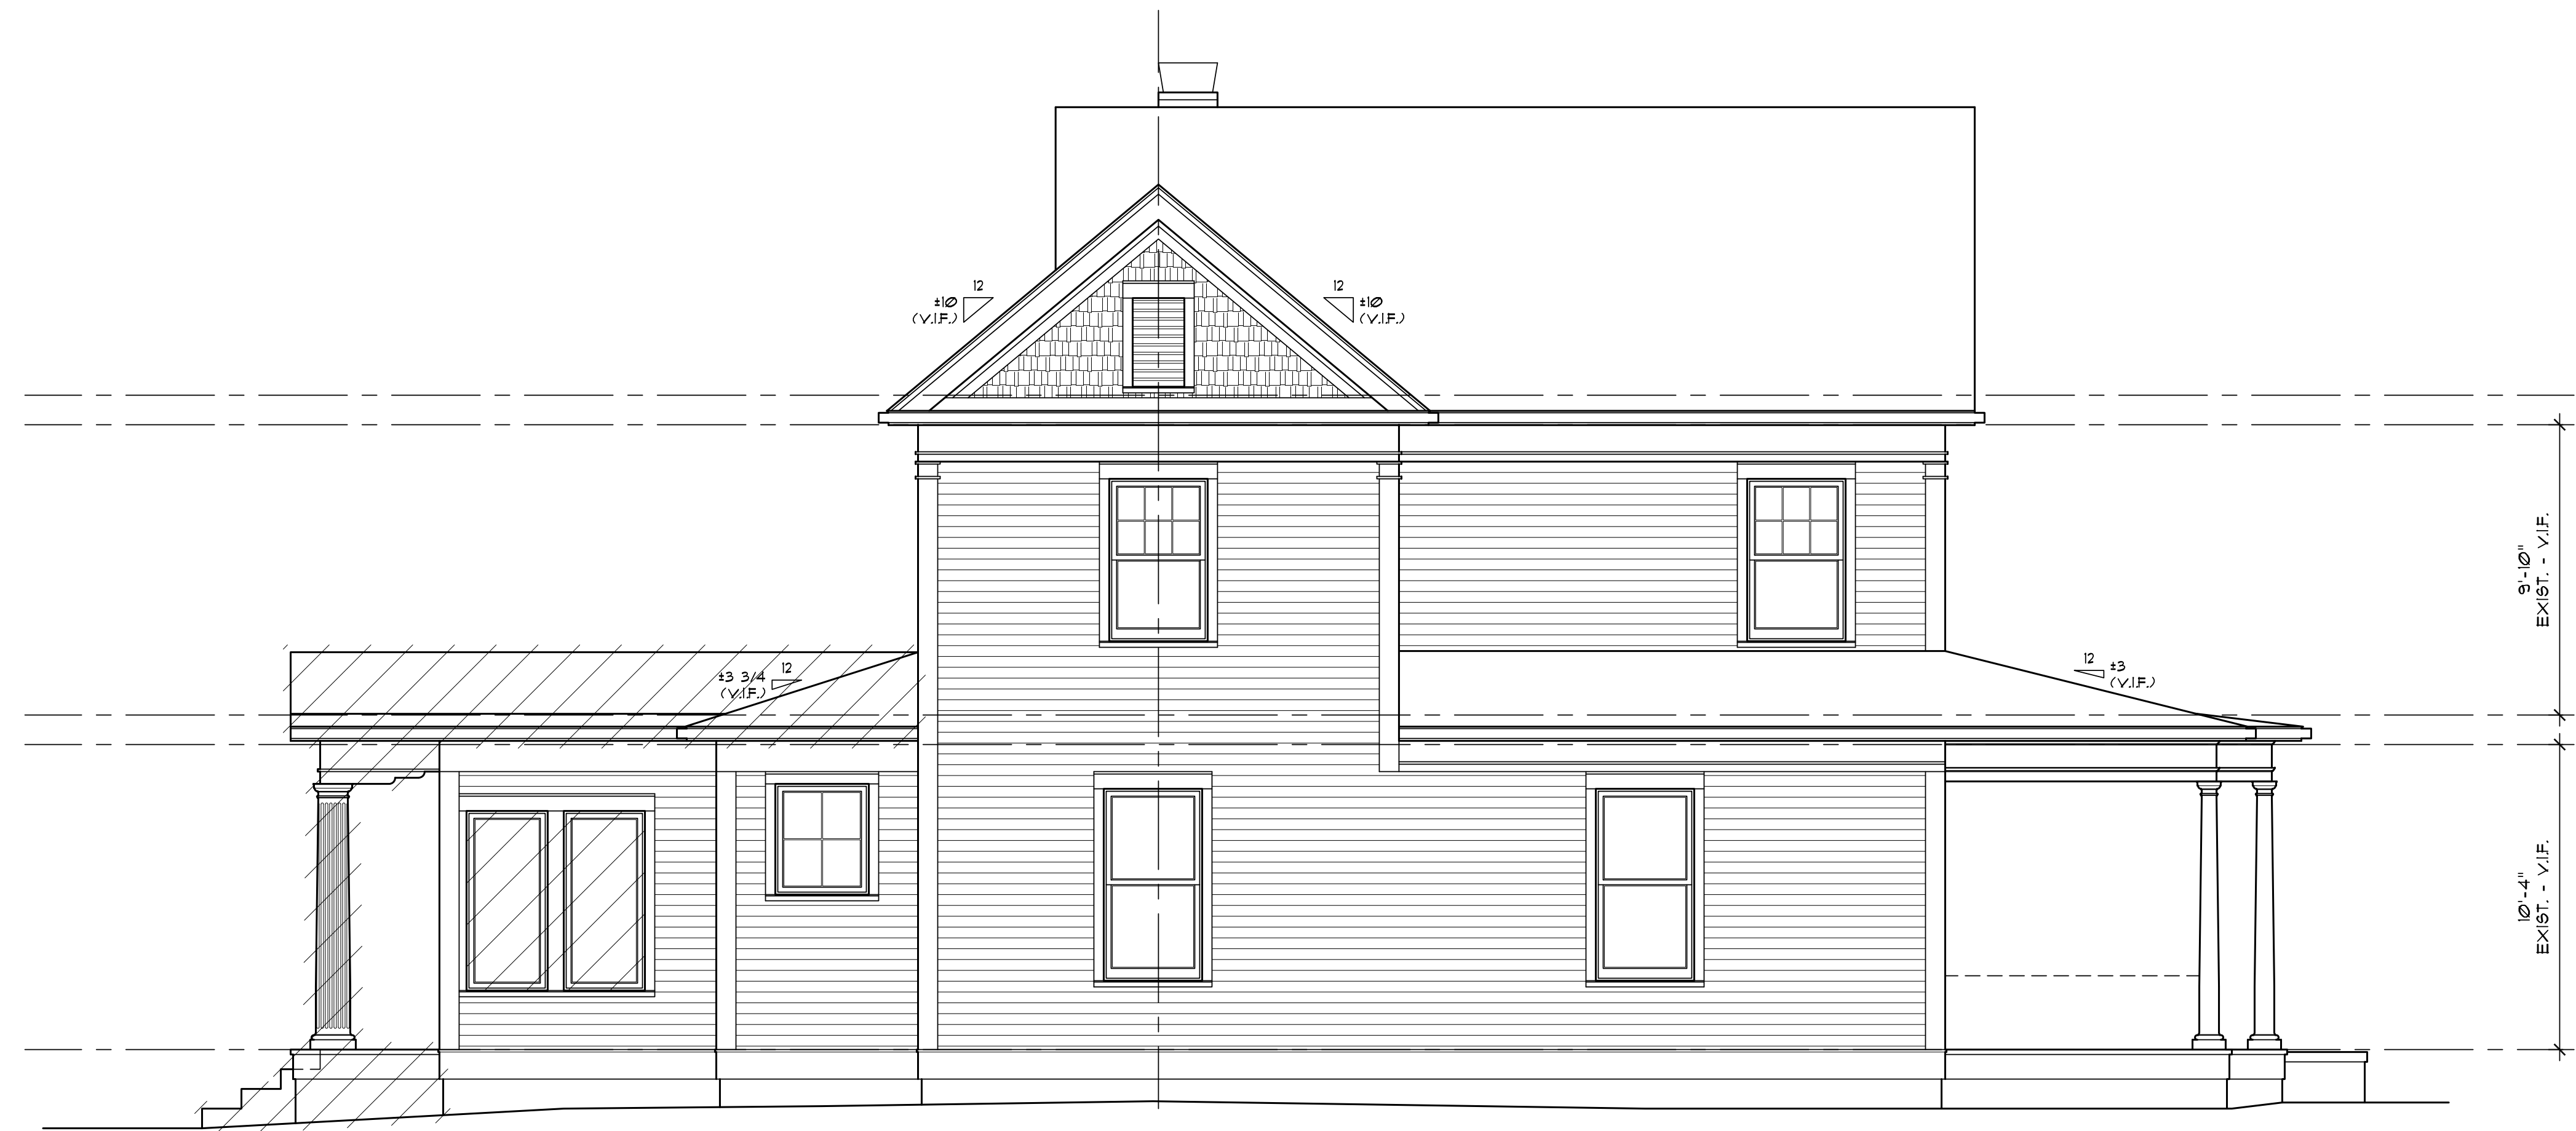 12
±10
(V.I.F.)
12
±10
(V.I.F.)
9'-10"
EXIST. - V.I.F.
12
±3 3/4
(V.I.F.)
12
±3
(V.I.F.)
10'-4"
EXIST. - V.I.F.